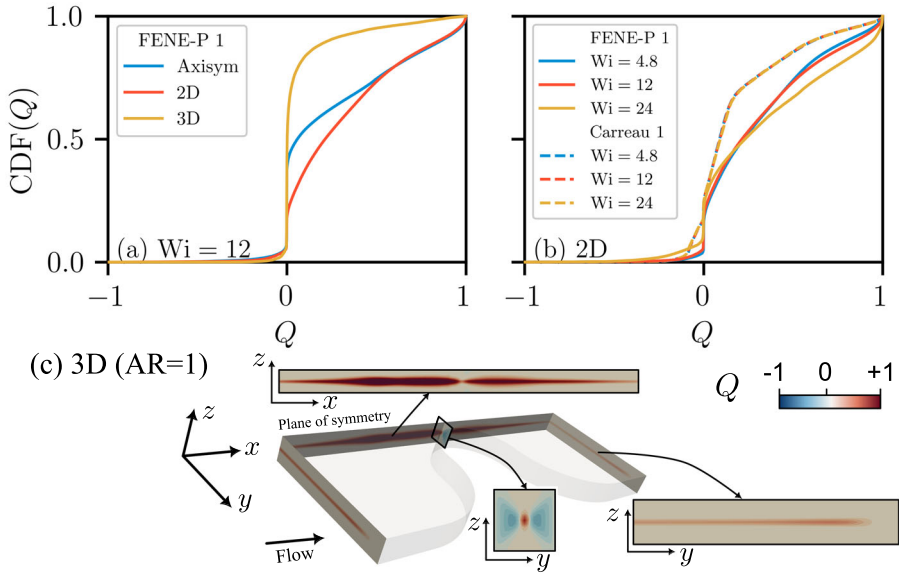 1.0
0.5
0.0
CDF(Q)
FENE-P 1
Axisym
2D
3D
(a) Wi = 12
−1
0
1
Q
FENE-P 1
Wi = 4.8
Wi = 12
Wi = 24
Carreau 1
Wi = 4.8
Wi = 12
Wi = 24
(b) 2D
−1
0
1
Q
(c) 3D (AR=1)
z
x
Plane of symmetry
Q
-1
0
+1
z
x
y
Flow
z
y
z
y